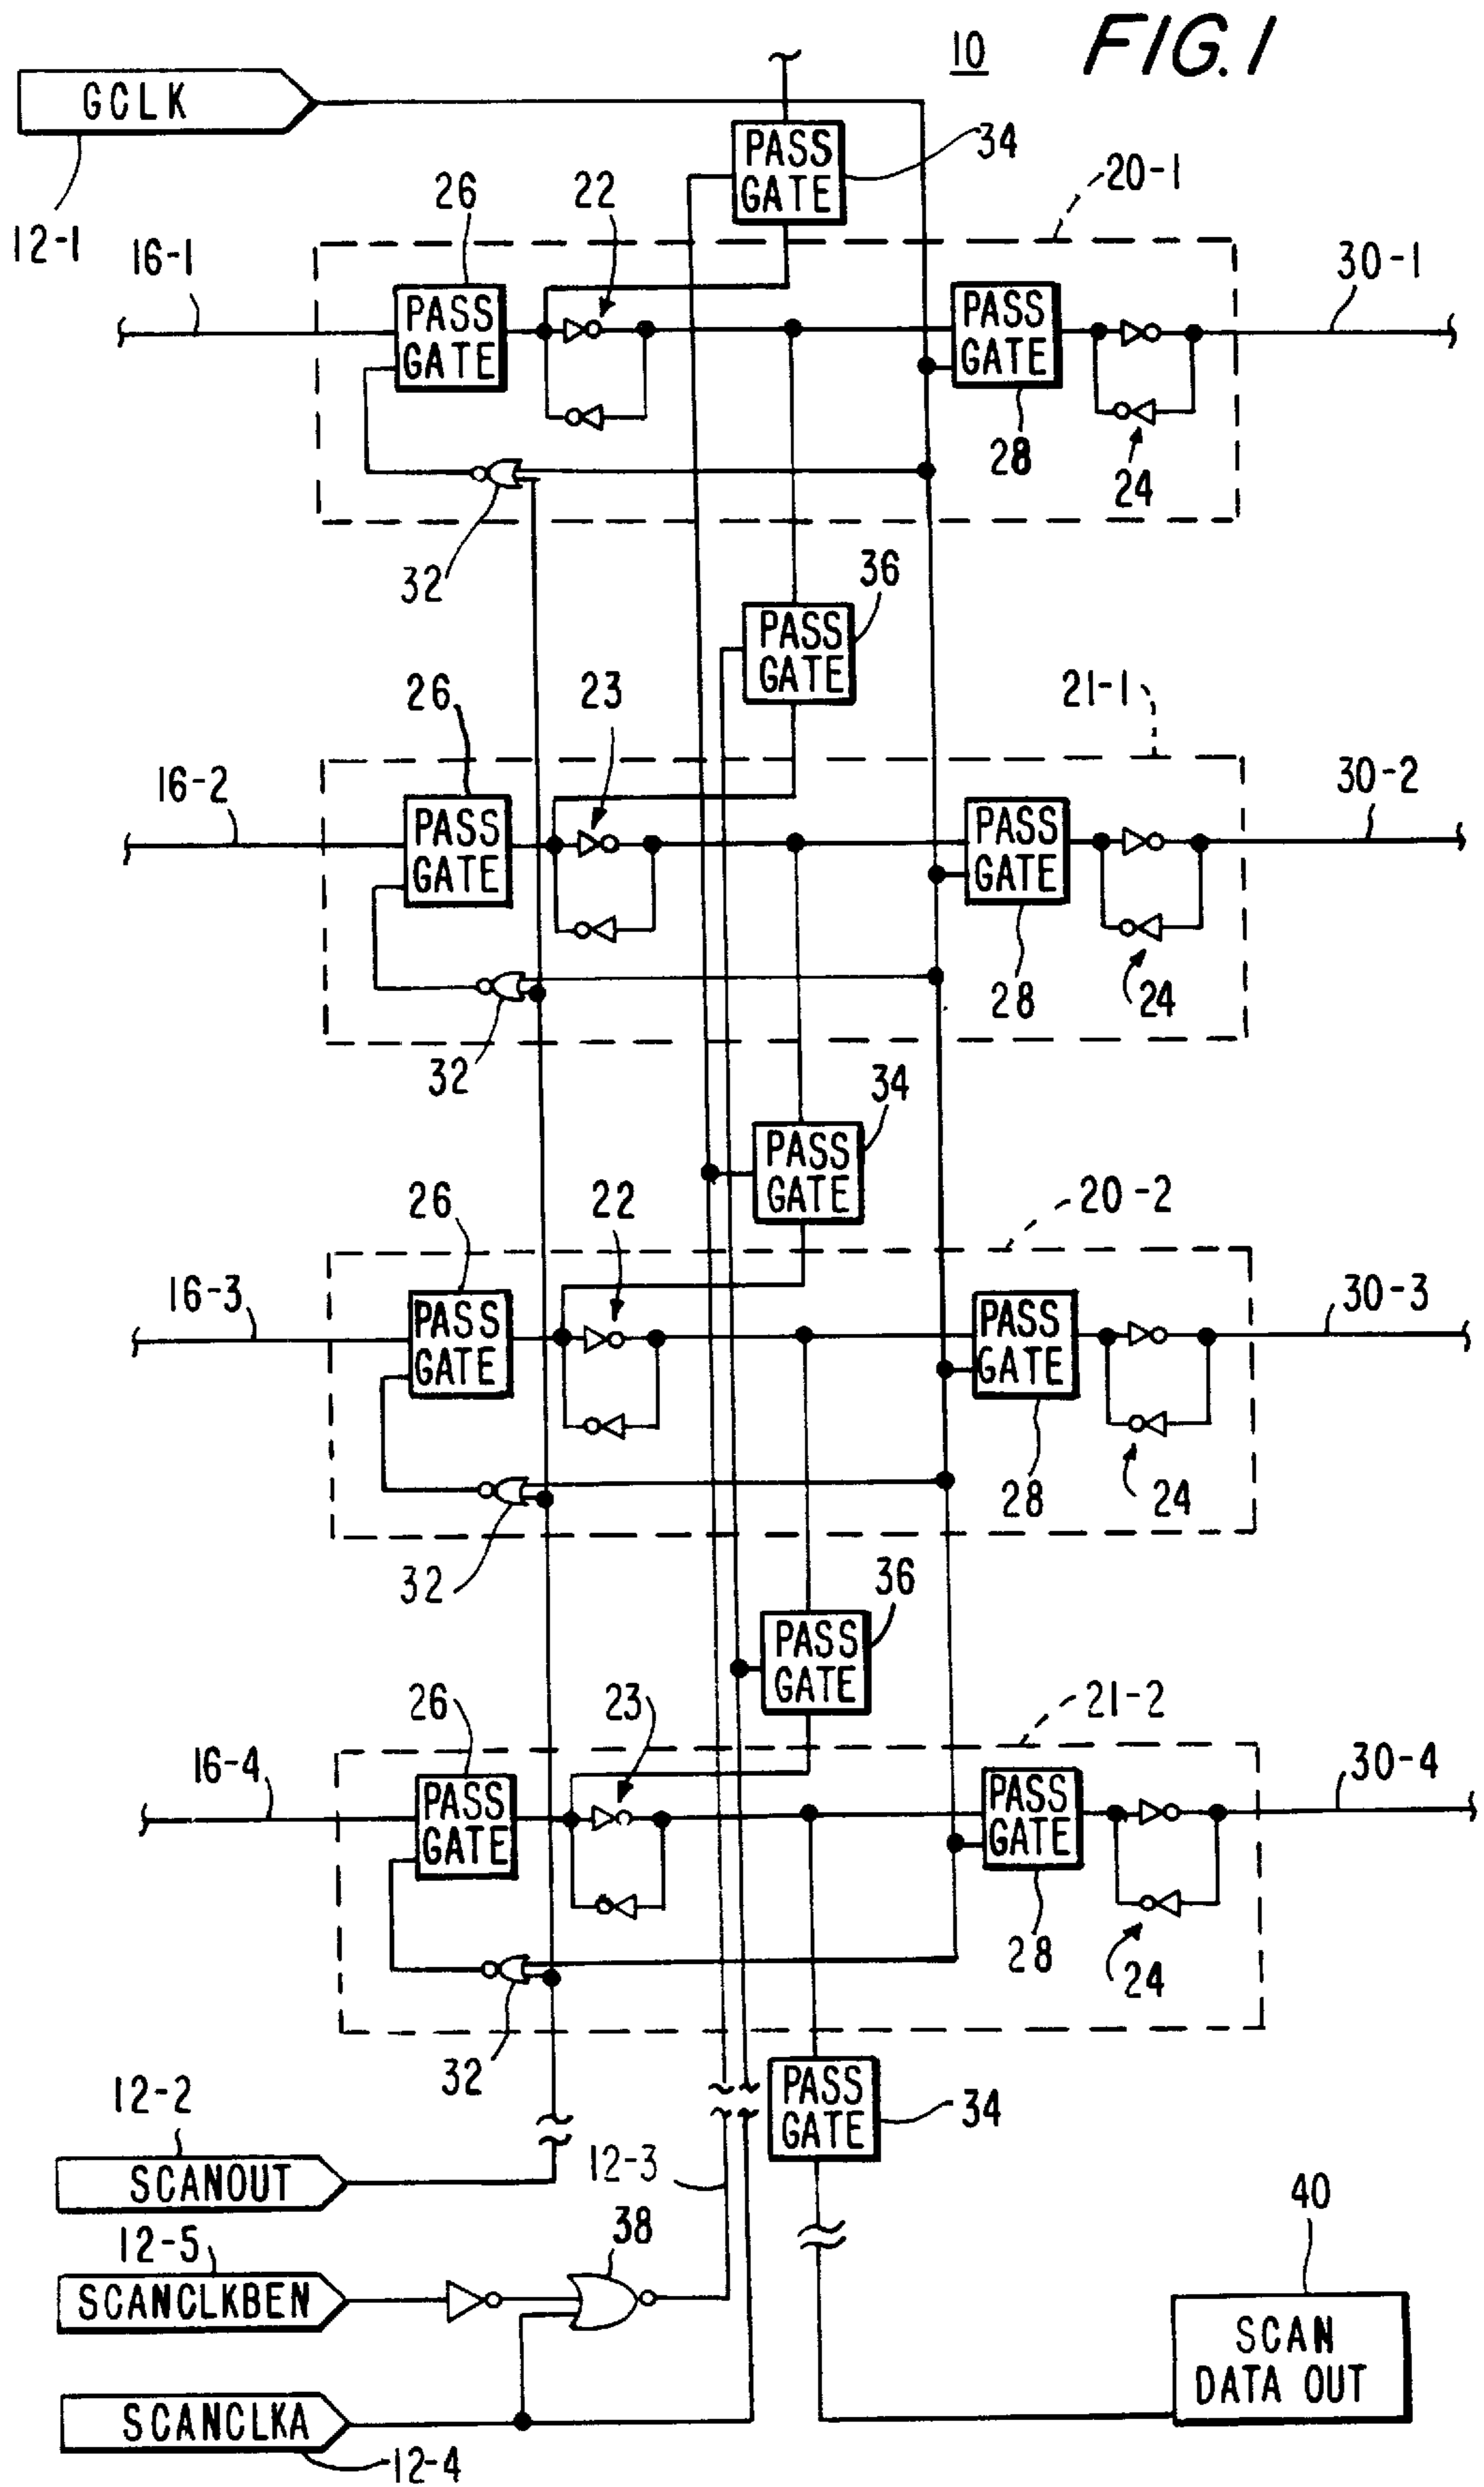 FIG. 1
10
GCLK
12-1
PASS
GATE
34
20-1
26
22
16-1
30-1
PASS
GATE
PASS
GATE
28
24
32
36
PASS
GATE
21-1
26
23
16-2
30-2
PASS
GATE
PASS
GATE
28
24
32
34
PASS
GATE
20-2
26
22
16-3
30-3
PASS
GATE
PASS
GATE
28
24
32
36
PASS
GATE
21-2
26
23
16-4
30-4
PASS
GATE
PASS
GATE
28
24
32
PASS
GATE
34
12-2
SCANOUT
12-3
12-5
38
SCANCLKBEN
40
SCAN
DATA OUT
SCANCLKA
12-4